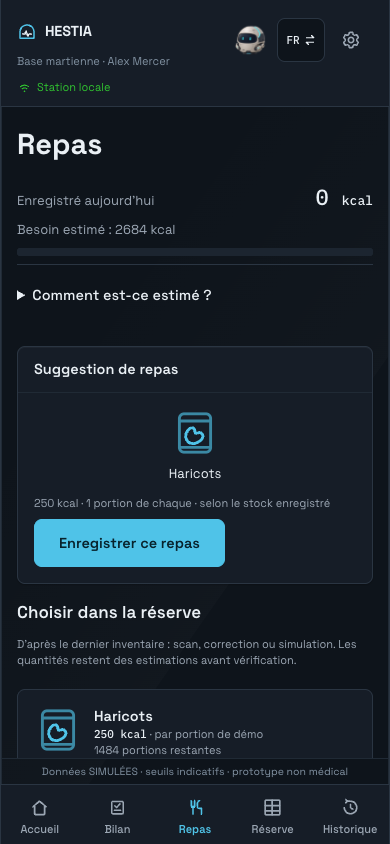 HESTIA
FR
Base martienne · Alex Mercer
Station locale
Repas
Enregistré aujourd'hui
0 kcal
Besoin estimé : 2684 kcal
Comment est-ce estimé ?
Suggestion de repas
Haricots
250 kcal · 1 portion de chaque · selon le stock enregistré
Enregistrer ce repas
Choisir dans la réserve
D'après le dernier inventaire : scan, correction ou simulation. Les
quantités restent des estimations avant vérification.
Haricots
250 kcal · par portion de démo
1484 portions restantes
Données SIMULÉES · seuils indicatifs · prototype non médical
Accueil
Bilan
Repas
Réserve
Historique